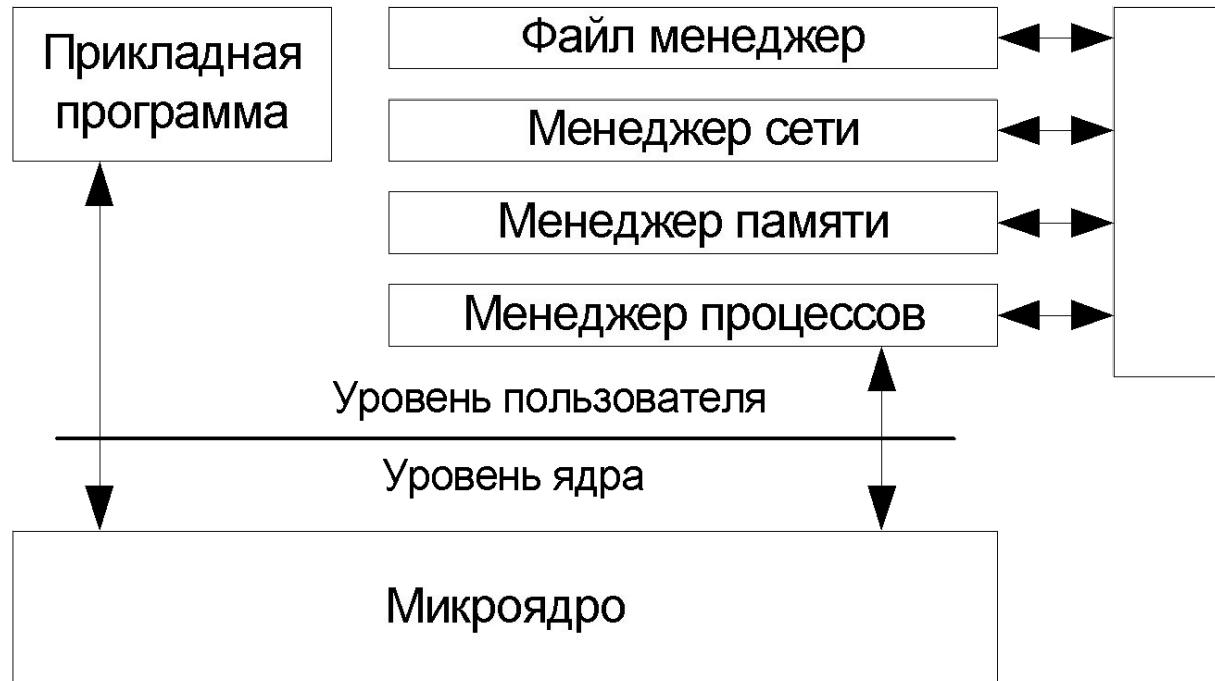 Прикладная
программа
Файл менеджер
Менеджер сети
Менеджер памяти
Менеджер процессов
Уровень пользователя
Уровень ядра
Микроядро